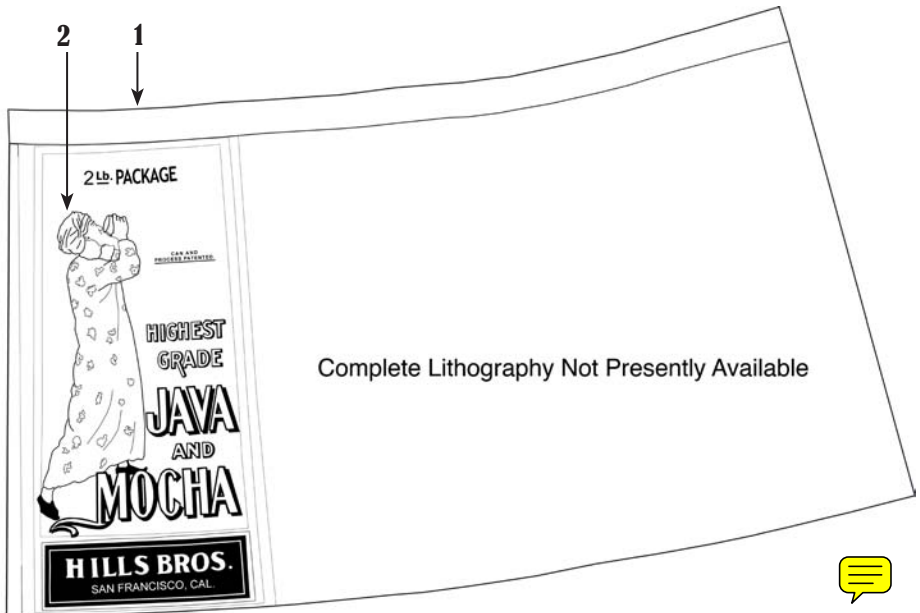 2 1
2 Lb. PACKAGE
CAN AND
PROCESS PATENTED
HIGHEST
GRADE
JAVA
AND
MOCHA
Complete Lithography Not Presently Available
HILLS BROS.
SAN FRANCISCO, CAL.